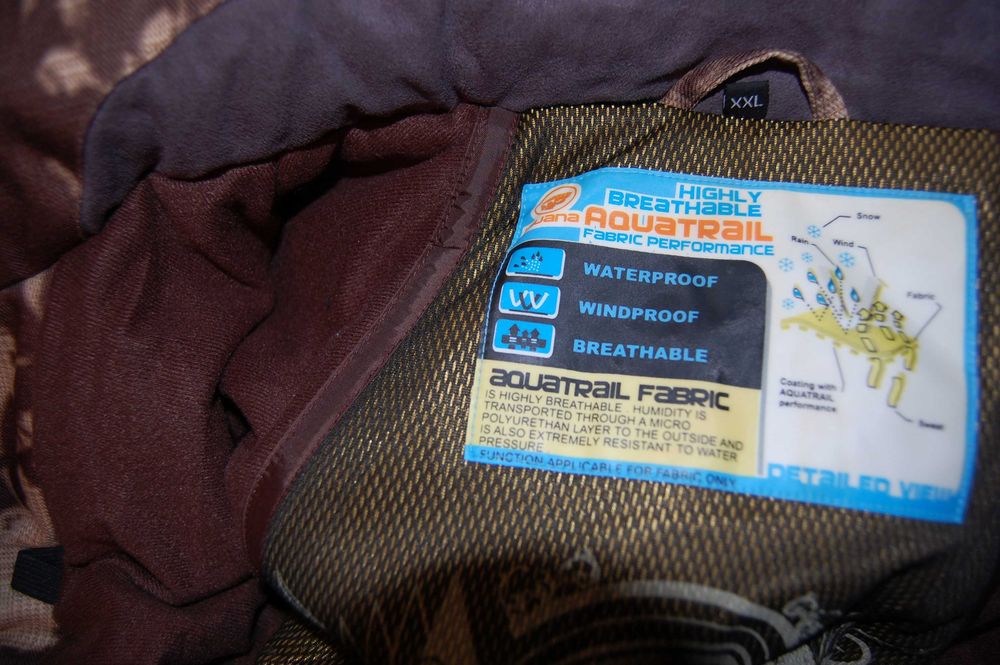 XXL
HIGHLY
BREATHABLE
AQUATRAIL
FABRIC PERFORMANCE
WATERPROOF
WINDPROOF
BREATHABLE
AQUATRAIL FABRIC
IS HIGHLY BREATHABLE . HUMIDITY IS
TRANSPORTED THROUGH A MICRO
POLYURETHAN LAYER TO THE OUTSIDE AND
IS ALSO EXTREMELY RESISTANT TO WATER
PRESSURE
FUNCTION APPLICABLE FOR FABRIC ONLY
Snow
Rain
Wind
Fabric
Coating with
AQUATRAIL
performance
Sweat
DETAILED VIEW